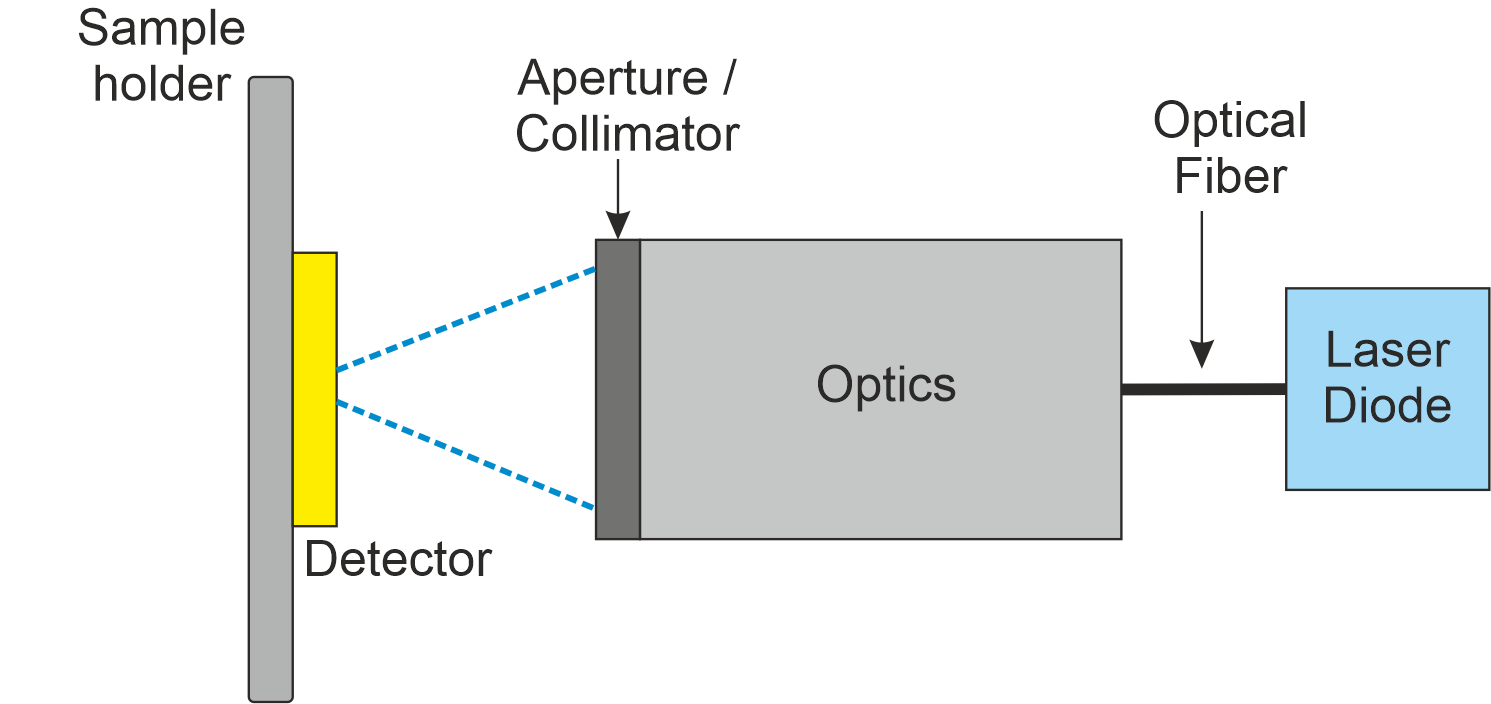 Sample
holder
Aperture /
Collimator
Optical
Fiber
Optics
Laser
Diode
Detector